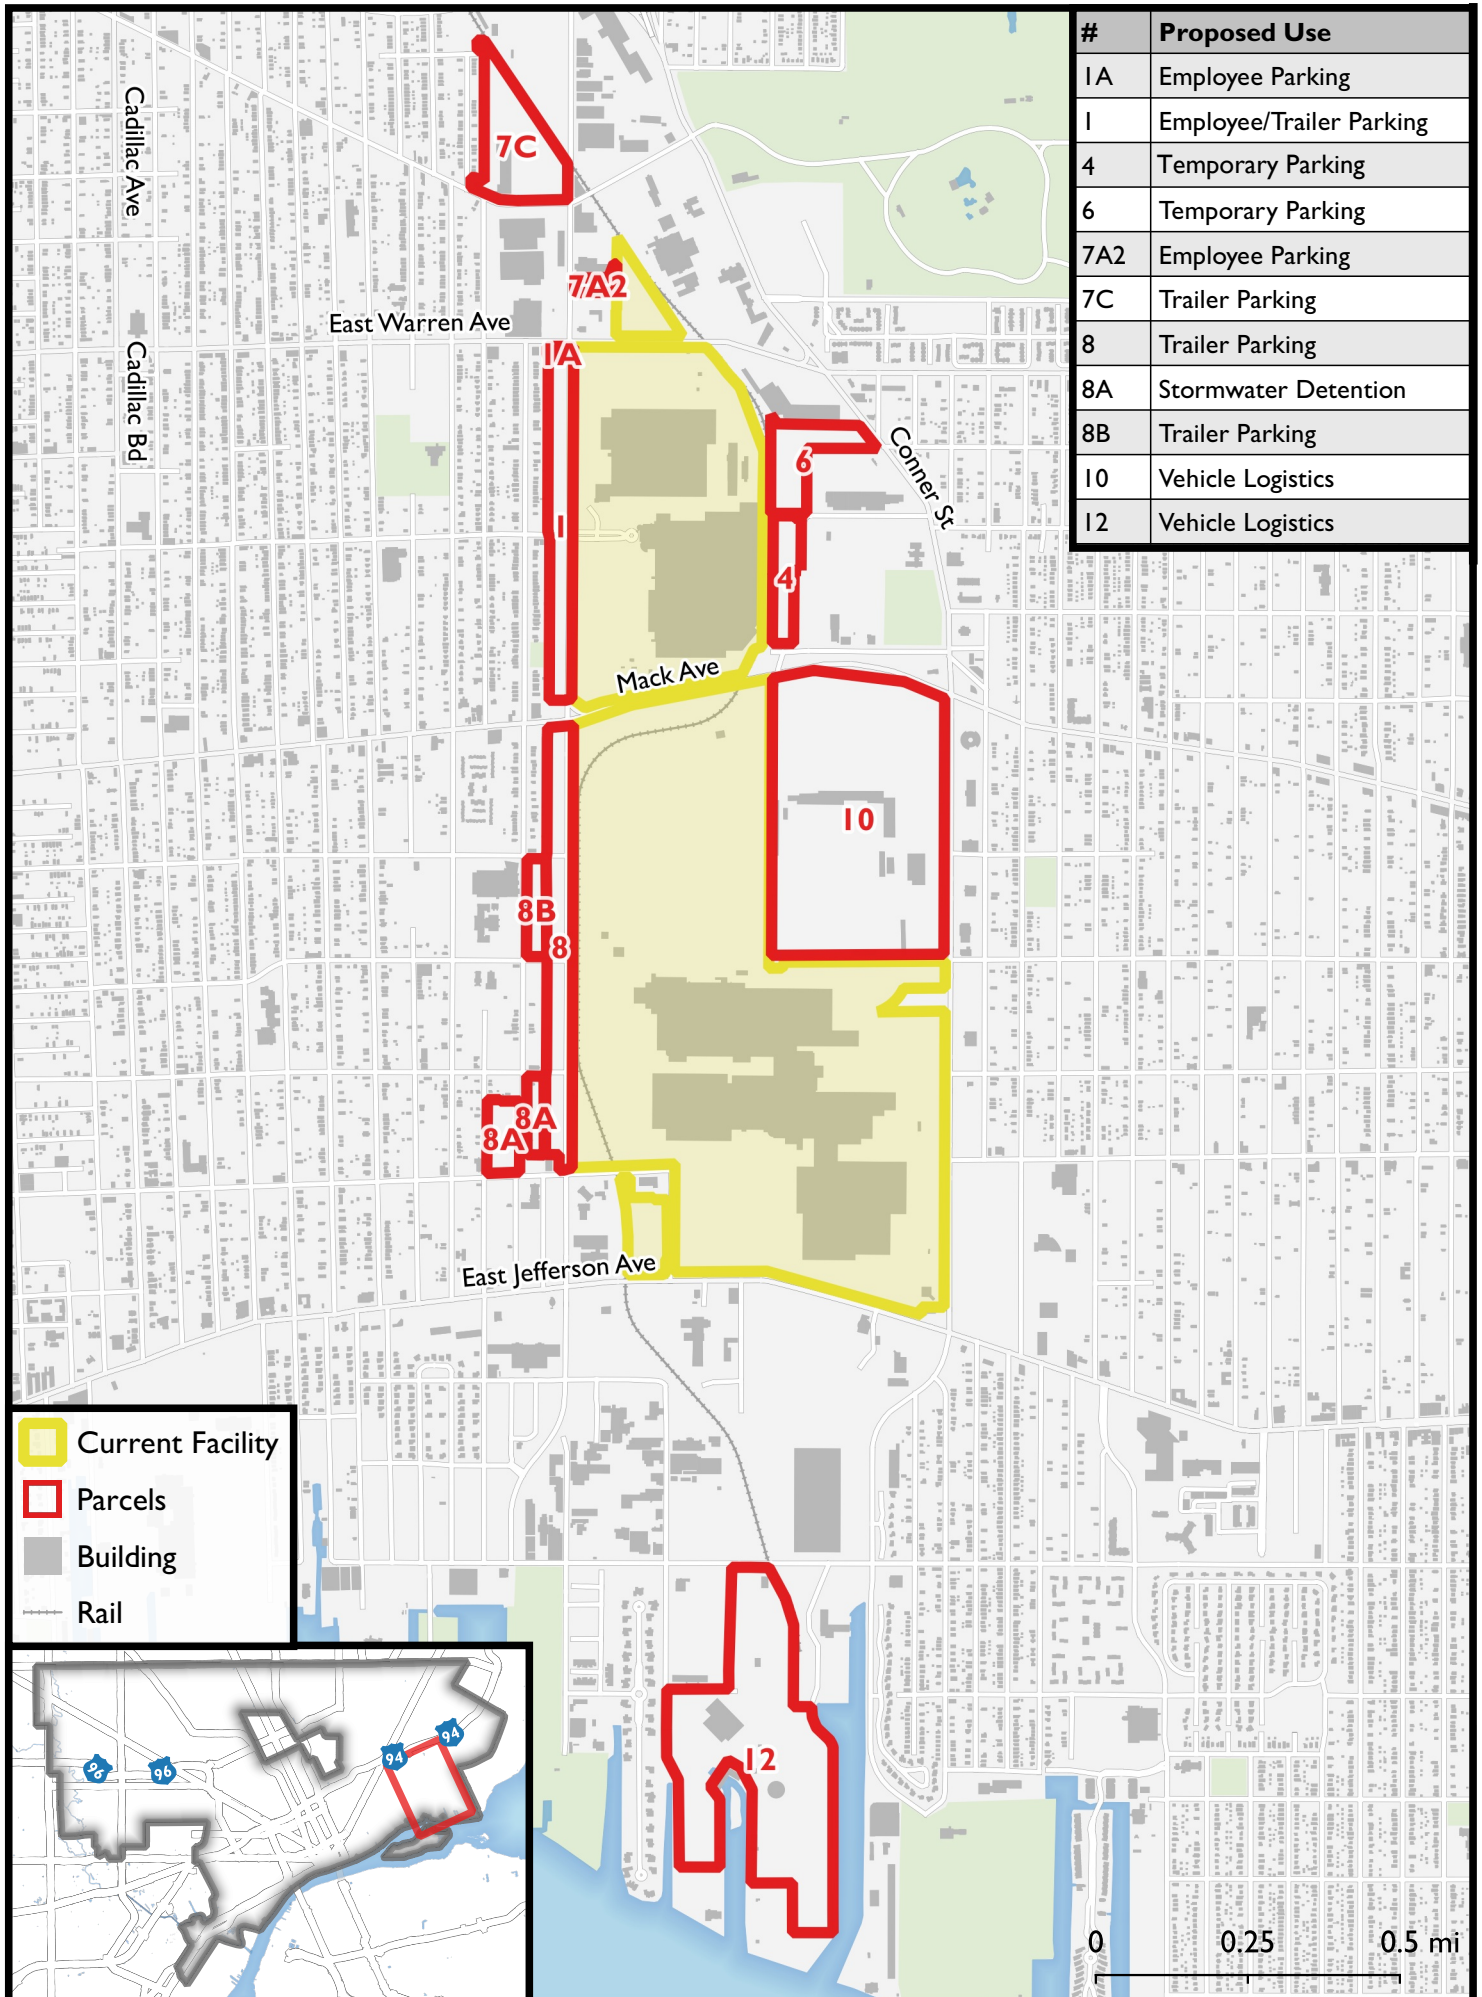 # Proposed Use
1A Employee Parking
1 Employee/Trailer Parking
4 Temporary Parking
6 Temporary Parking
7A2 Employee Parking
7C Trailer Parking
8 Trailer Parking
8A Stormwater Detention
8B Trailer Parking
10 Vehicle Logistics
12 Vehicle Logistics
Cadillac Ave
7C
7A2
East Warren Ave
1A
Cadillac Bd
Conner St
6
1
4
Mack Ave
10
8B
8
8A
8A
East Jefferson Ave
Current Facility
Parcels
Building
Rail
12
94
94
96
96
0 0.25 0.5 mi